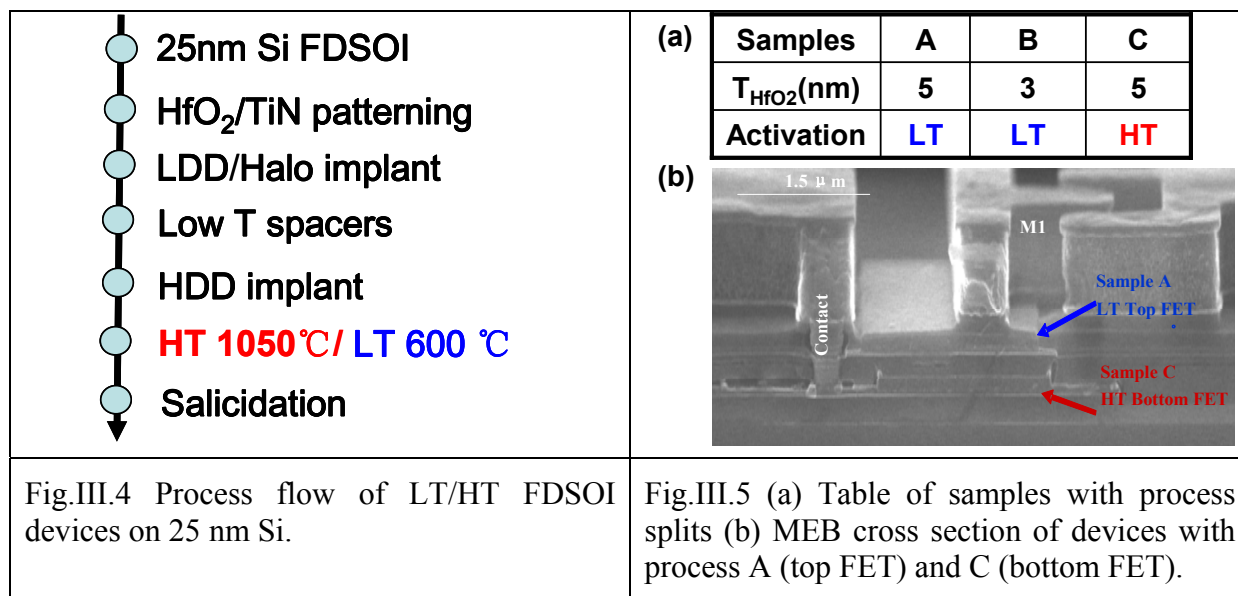 25nm Si FDSOI
HfO₂/TiN patterning
LDD/Halo implant
Low T spacers
HDD implant
HT 1050℃/ LT 600 ℃
Salicidation
Fig.III.4 Process flow of LT/HT FDSOI
devices on 25 nm Si.
(a)
Samples A B C
T_HfO2(nm) 5 3 5
Activation LT LT HT
(b)
1.5 μm
M1
Contact
Sample A
LT Top FET
Sample C
HT Bottom FET
Fig.III.5 (a) Table of samples with process
splits (b) MEB cross section of devices with
process A (top FET) and C (bottom FET).